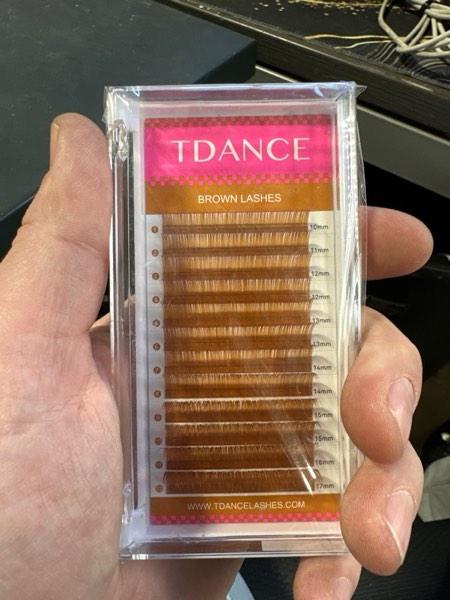 TDANCE
BROWN LASHES
10mm
11mm
12mm
12mm
13mm
13mm
14mm
14mm
15mm
15mm
16mm
17mm
WWW.TDANCELASHES.COM